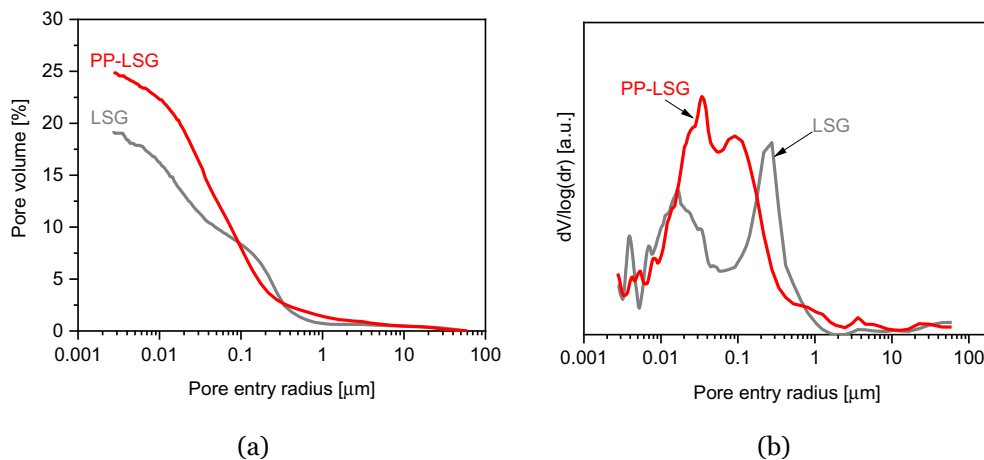 30
25
20
15
10
5
0
Pore volume [%]
PP-LSG
LSG
0.001
0.01
0.1
1
10
100
Pore entry radius [μm]
(a)
dV/log(dr) [a.u.]
PP-LSG
LSG
0.001
0.01
0.1
1
10
100
Pore entry radius [μm]
(b)